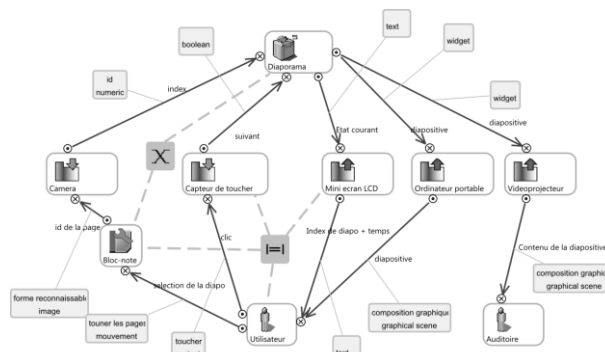 boolean
text
widget
Diaporama
id
numeric
index
widget
suivant
Etat courant
diapositive
diapositive
Camera
Capteur de toucher
Mini ecran LCD
Ordinateur portable
Videoprojecteur
id de la page
clic
Index de diapo + temps
Bloc-note
diapositive
Contenu de la diapositive
selection de la diapo
forme reconnaissable
image
composition graphique
graphical scene
composition graphique
graphical scene
touner les pages
mouvement
toucher
Utilisateur
Auditoire